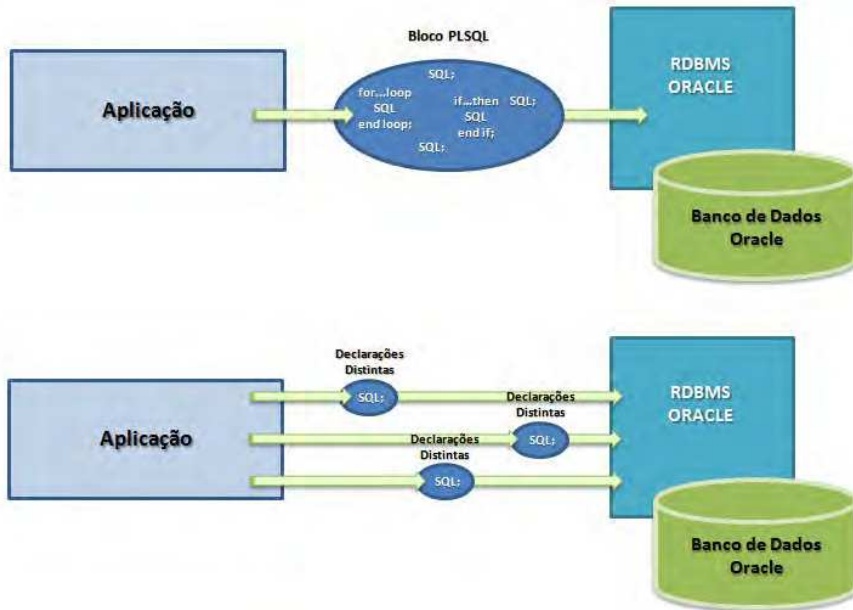 Bloco PLSQL
Aplicação
SQL;
for...loop
SQL
end loop;
if...then SQL;
SQL
end if;
SQL;
RDBMS
ORACLE
Banco de Dados
Oracle
Declarações
Distintas
SQL;
Declarações
Distintas
SQL;
Declarações
Distintas
SQL;
Aplicação
RDBMS
ORACLE
Banco de Dados
Oracle